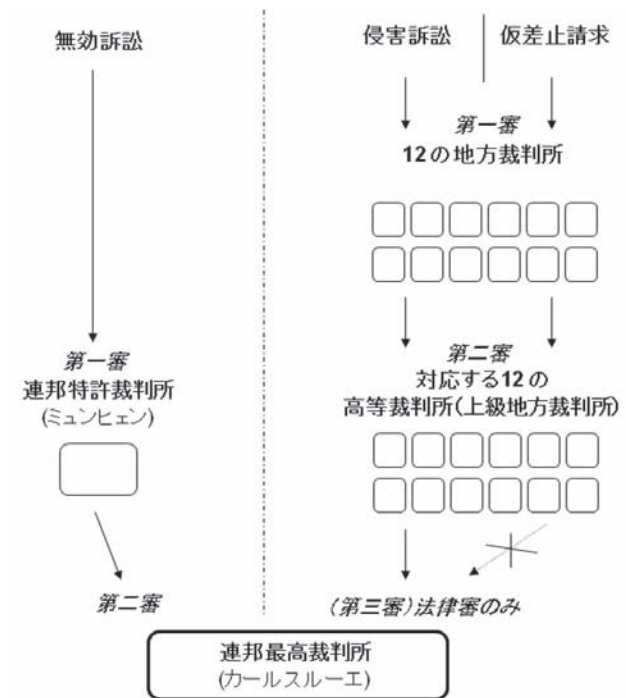 無効訴訟
侵害訴訟
仮差止請求
第一審
12の地方裁判所
第一審
連邦特許裁判所
(ミュンヒェン)
第二審
対応する12の
高等裁判所(上級地方裁判所)
第二審
(第三審)法律審のみ
連邦最高裁判所
(カールスルーエ)